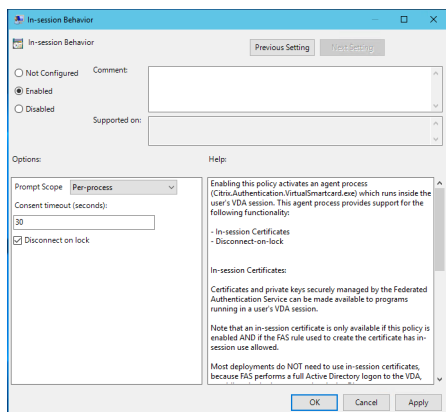 In-session Behavior
In-session Behavior
Previous Setting
Next Setting
Not Configured
Comment:
Enabled
Disabled
Supported on:
Options:
Help:
Prompt Scope
Per-process
Consent timeout (seconds):
30
Disconnect on lock
Enabling this policy activates an agent process
(Citrix.Authentication.VirtualSmartcard.exe) which runs inside the
user's VDA session. This agent process provides support for the
following functionality:
- In-session Certificates
- Disconnect-on-lock
In-session Certificates:
Certificates and private keys securely managed by the Federated
Authentication Service can be made available to programs
running in a user's VDA session.
Note that an in-session certificate is only available if this policy is
enabled AND if the FAS rule used to create the certificate has in-
session use allowed.
Most deployments do NOT need to use in-session certificates,
because FAS performs a full Active Directory logon to the VDA,
OK
Cancel
Apply